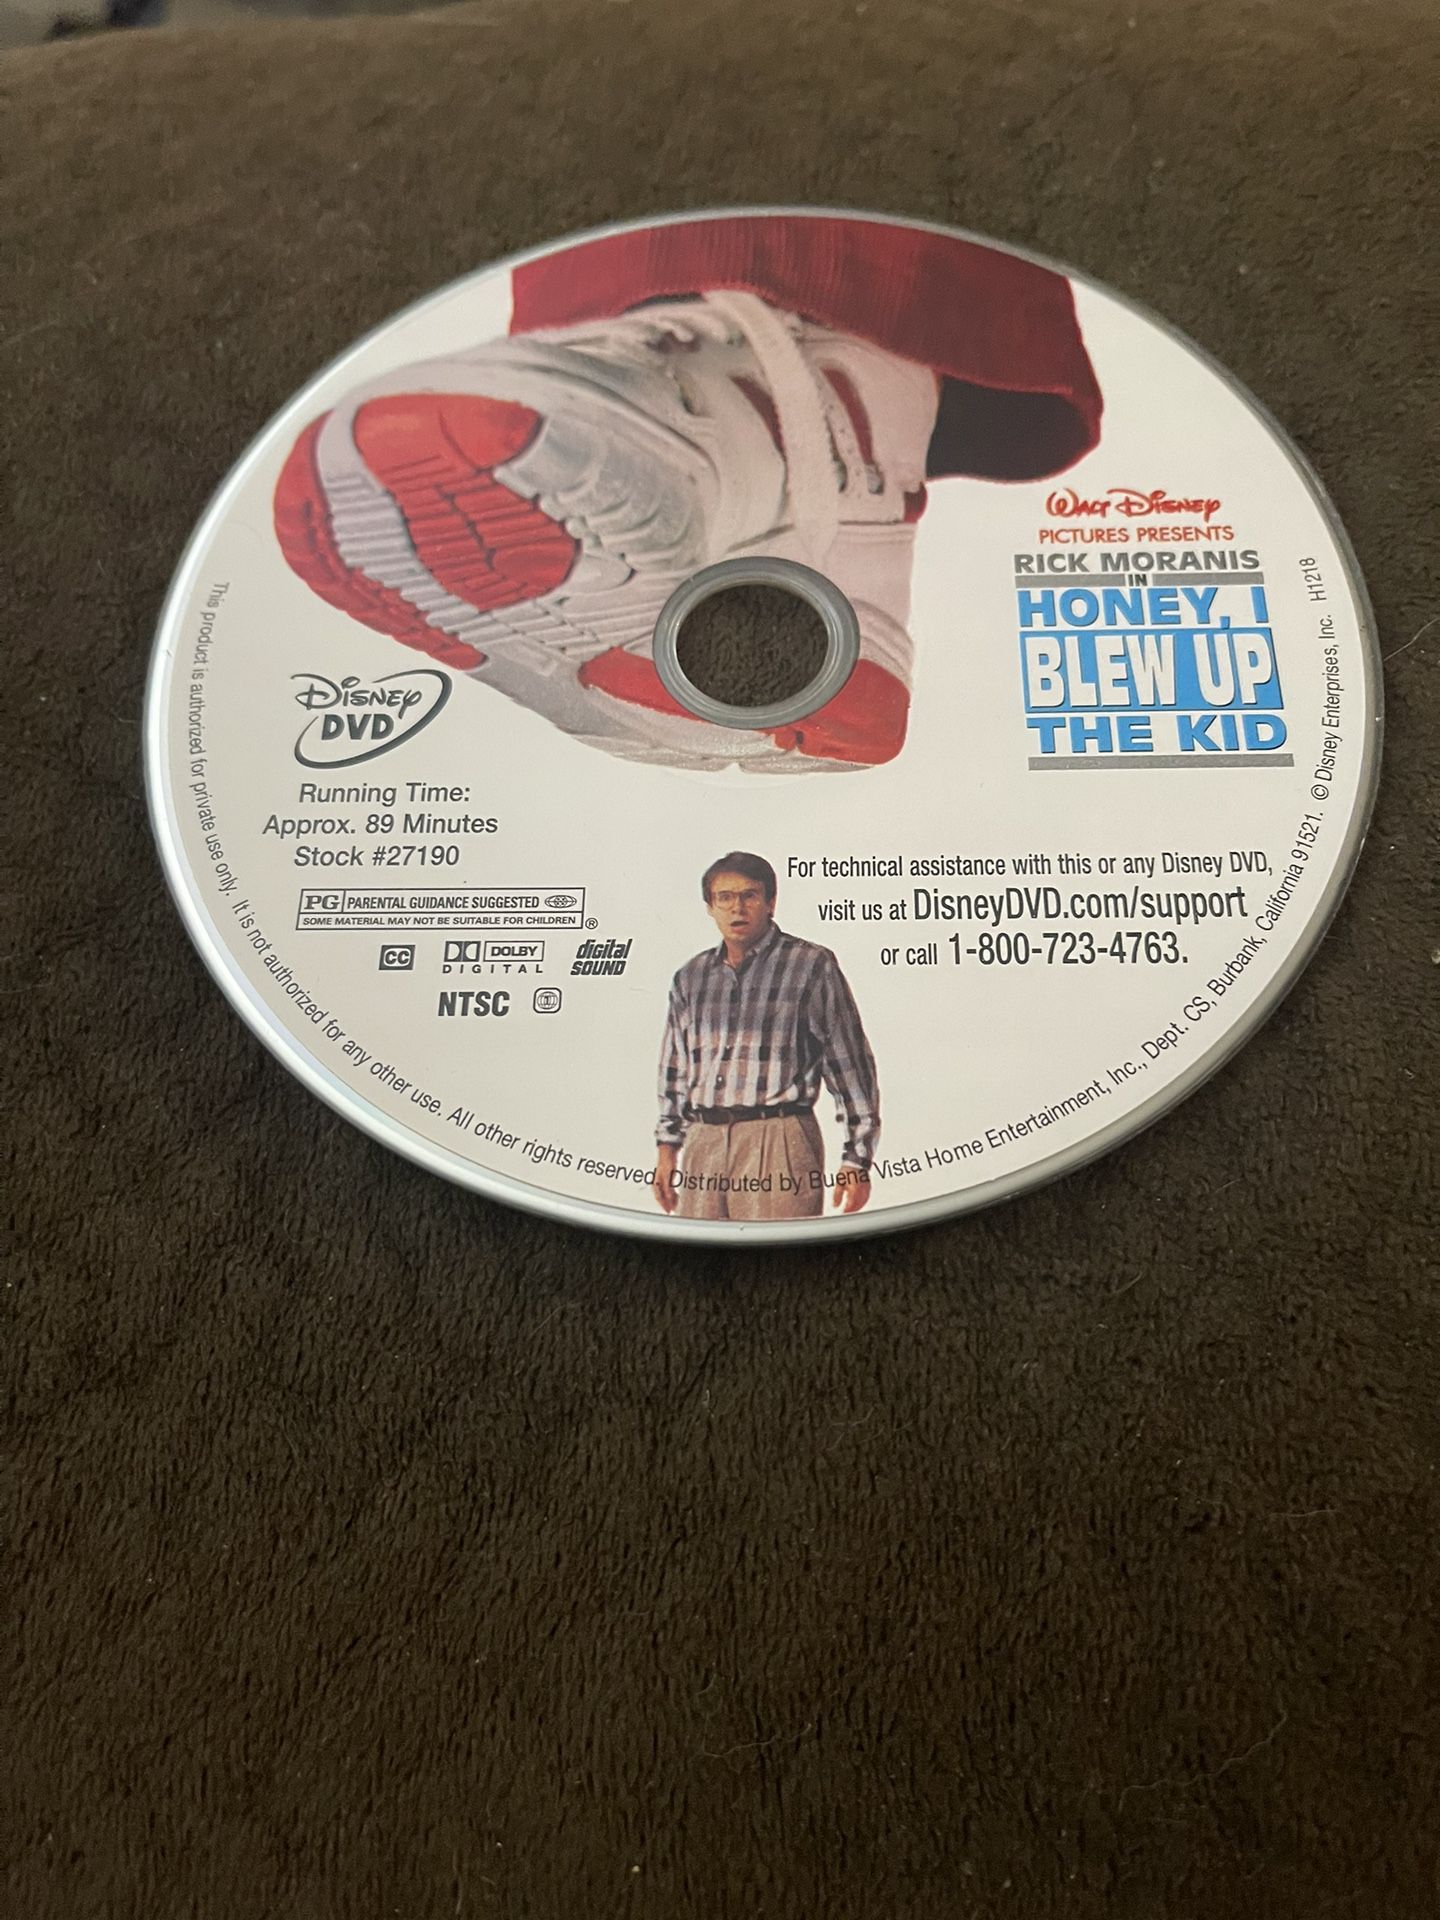 Walt Disney
PICTURES PRESENTS
RICK MORANIS
IN
HONEY, I
BLEW UP
THE KID
Disney
DVD
Running Time:
Approx. 89 Minutes
Stock #27190
PG PARENTAL GUIDANCE SUGGESTED
SOME MATERIAL MAY NOT BE SUITABLE FOR CHILDREN ®
CC DOLBY DIGITAL digital SOUND
NTSC 1
For technical assistance with this or any Disney DVD,
visit us at DisneyDVD.com/support
or call 1-800-723-4763.
This product is authorized for private use only. It is not authorized for any other use. All other rights reserved. Distributed by Buena Vista Home Entertainment, Inc., Dept. CS, Burbank, California 91521. © Disney Enterprises, Inc. H1218